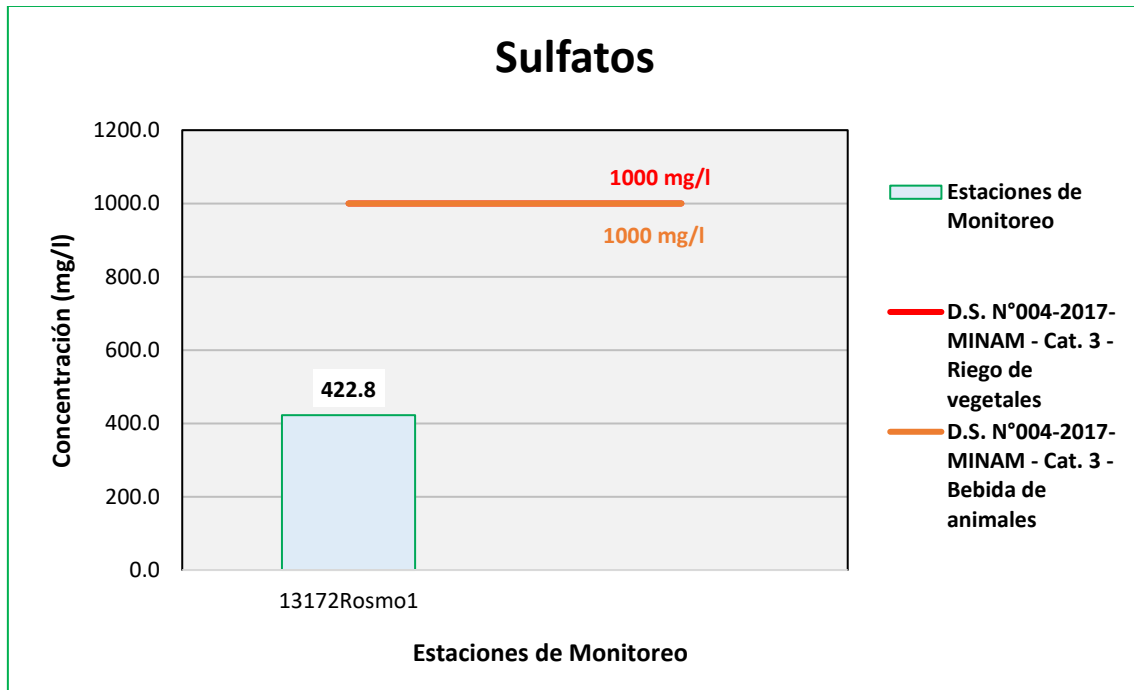 Sulfatos
1200.0
1000.0
800.0
600.0
400.0
200.0
0.0
Concentración (mg/l)
1000 mg/l
1000 mg/l
422.8
13172Rosmo1
Estaciones de Monitoreo
Estaciones de
Monitoreo
D.S. N°004-2017-
MINAM - Cat. 3 -
Riego de
vegetales
D.S. N°004-2017-
MINAM - Cat. 3 -
Bebida de
animales